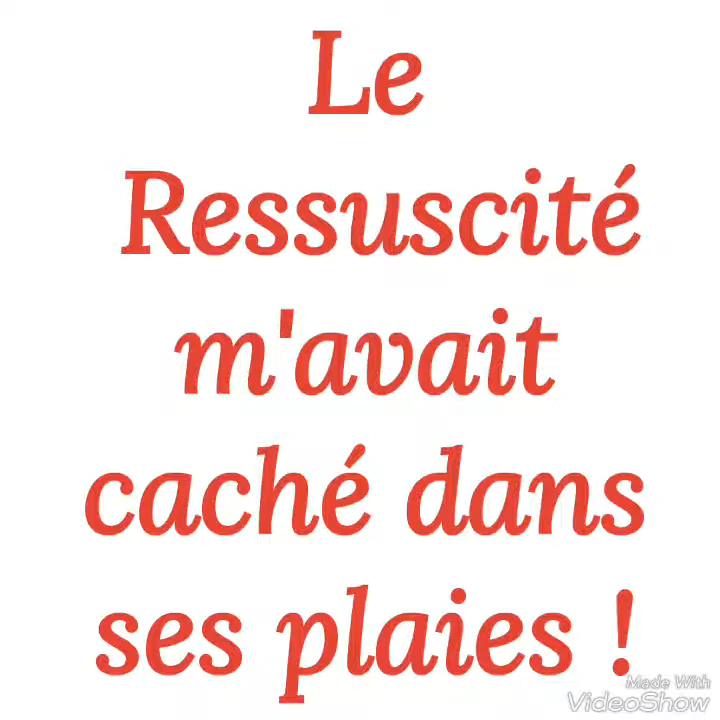 Le
Ressuscité
m'avait
caché dans
ses plaies !
Made With
VideoShow